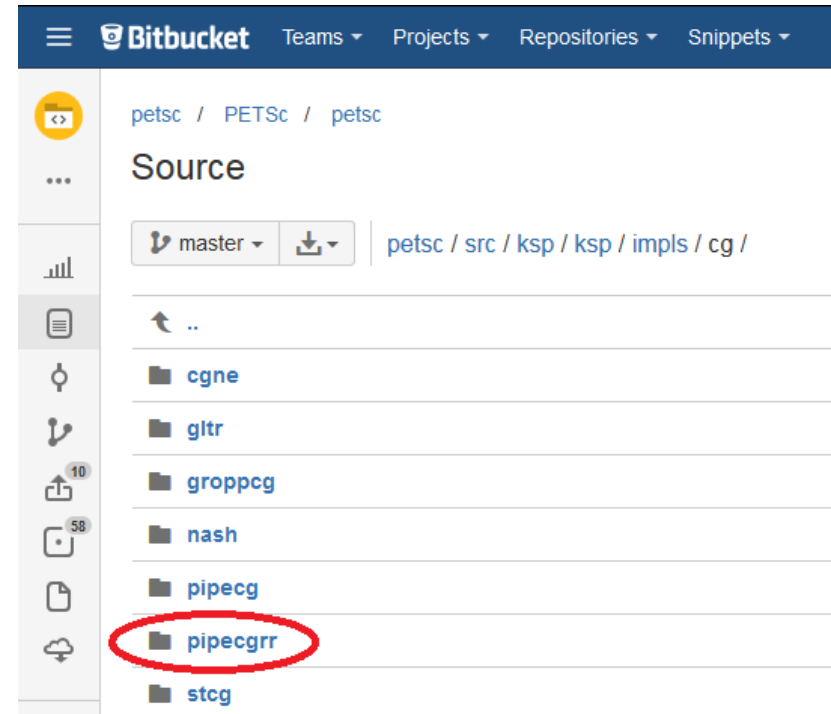 Bitbucket Teams Projects Repositories Snippets
petsc / PETSc / petsc
Source
master petsc / src / ksp / ksp / impls / cg /
..
cgne
gltr
10
groppcg
58
nash
pipecg
pipecgrr
stcg